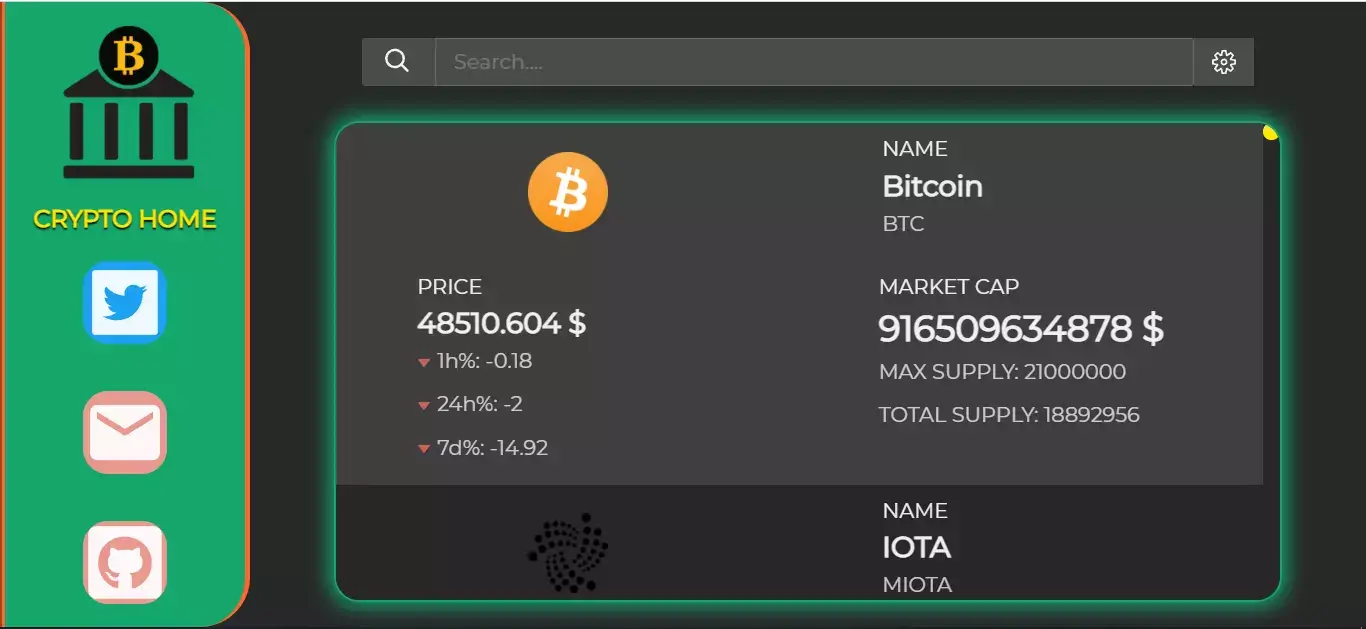 CRYPTO HOME
Search....
NAME
Bitcoin
BTC
PRICE
48510.604 $
1h%: -0.18
24h%: -2
7d%: -14.92
MARKET CAP
916509634878 $
MAX SUPPLY: 21000000
TOTAL SUPPLY: 18892956
NAME
IOTA
MIOTA